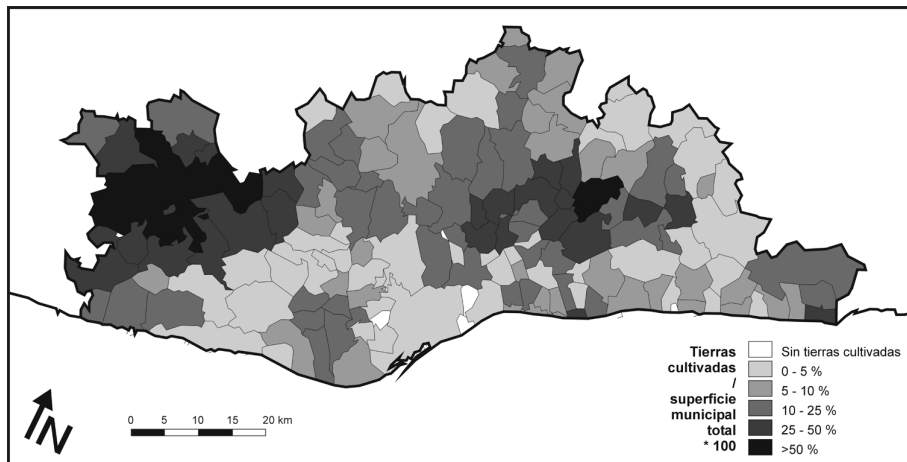 Tierras
cultivadas
/
superficie
municipal
total
* 100
Sin tierras cultivadas
0 - 5 %
5 - 10 %
10 - 25 %
25 - 50 %
>50 %
N
0 5 10 15 20 km